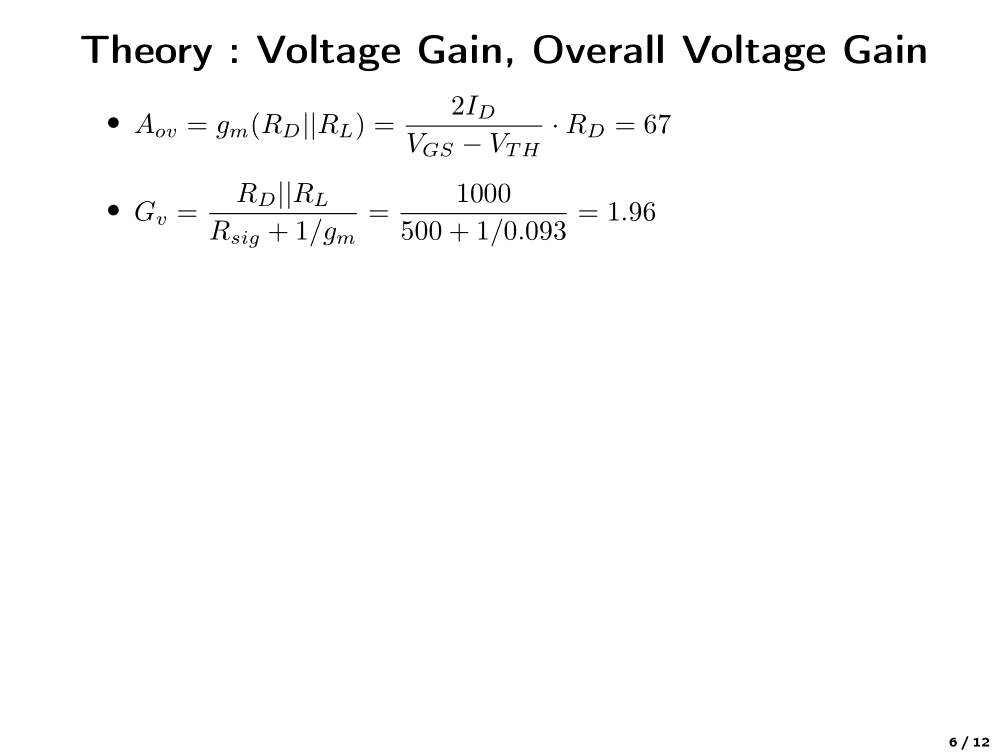 Theory : Voltage Gain, Overall Voltage Gain
• $A_{ov} = g_m(R_D||R_L) = \frac{2I_D}{V_{GS} - V_{TH}} \cdot R_D = 67$
• $G_v = \frac{R_D||R_L}{R_{sig} + 1/g_m} = \frac{1000}{500 + 1/0.093} = 1.96$
6 / 12